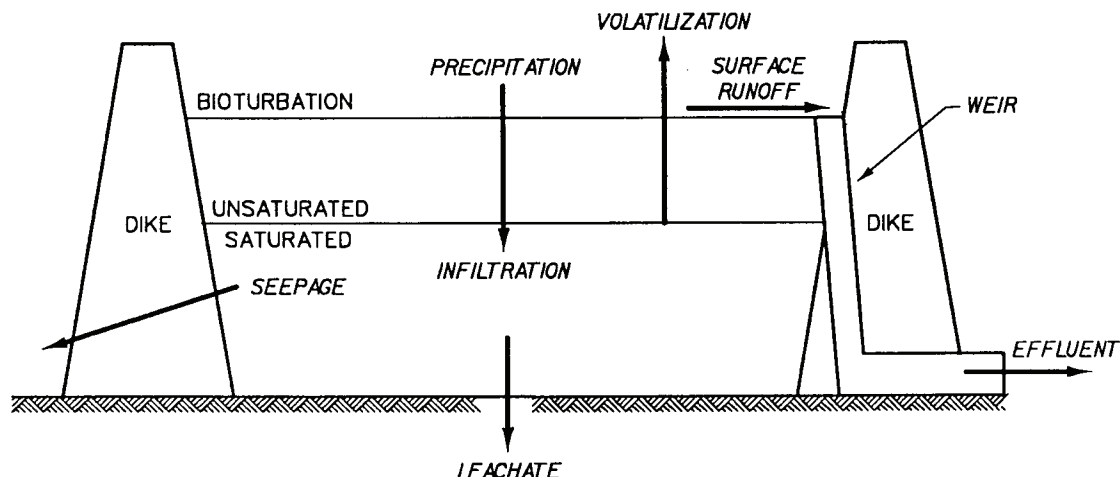 VOLATILIZATION
PRECIPITATION
SURFACE
RUNOFF
BIOTURBATION
WEIR
DIKE
UNSATURATED
DIKE
SATURATED
INFILTRATION
SEEPAGE
EFFLUENT
LEACHATE